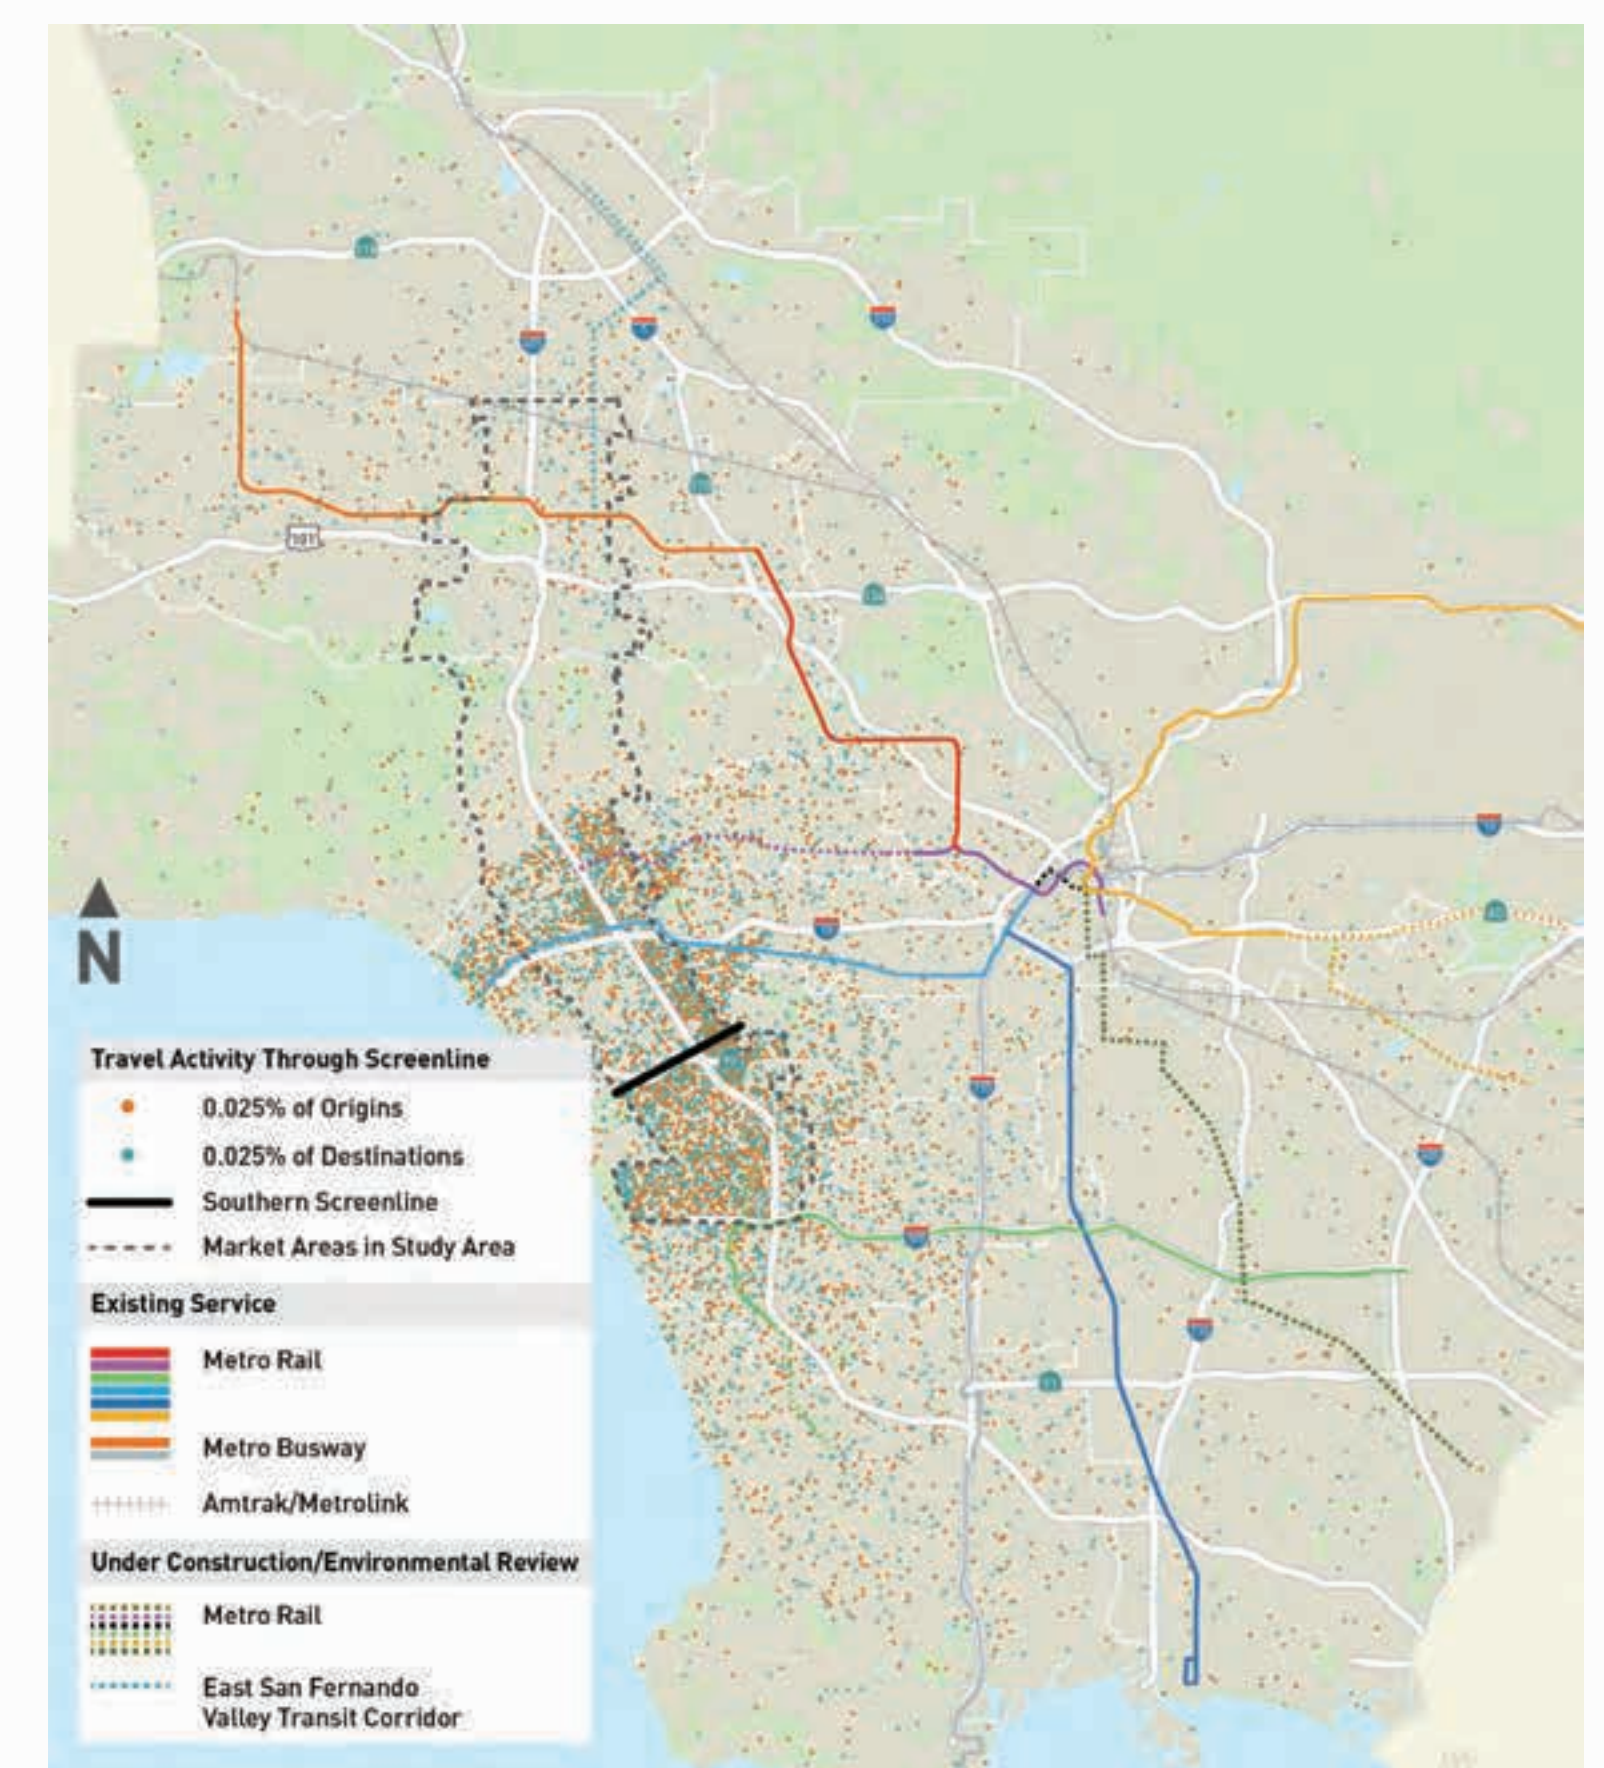 101
N
Travel Activity Through Screenline
0.025% of Origins
0.025% of Destinations
Southern Screenline
Market Areas in Study Area
Existing Service
Metro Rail
Metro Busway
Amtrak/Metrolink
Under Construction/Environmental Review
Metro Rail
East San Fernando
Valley Transit Corridor